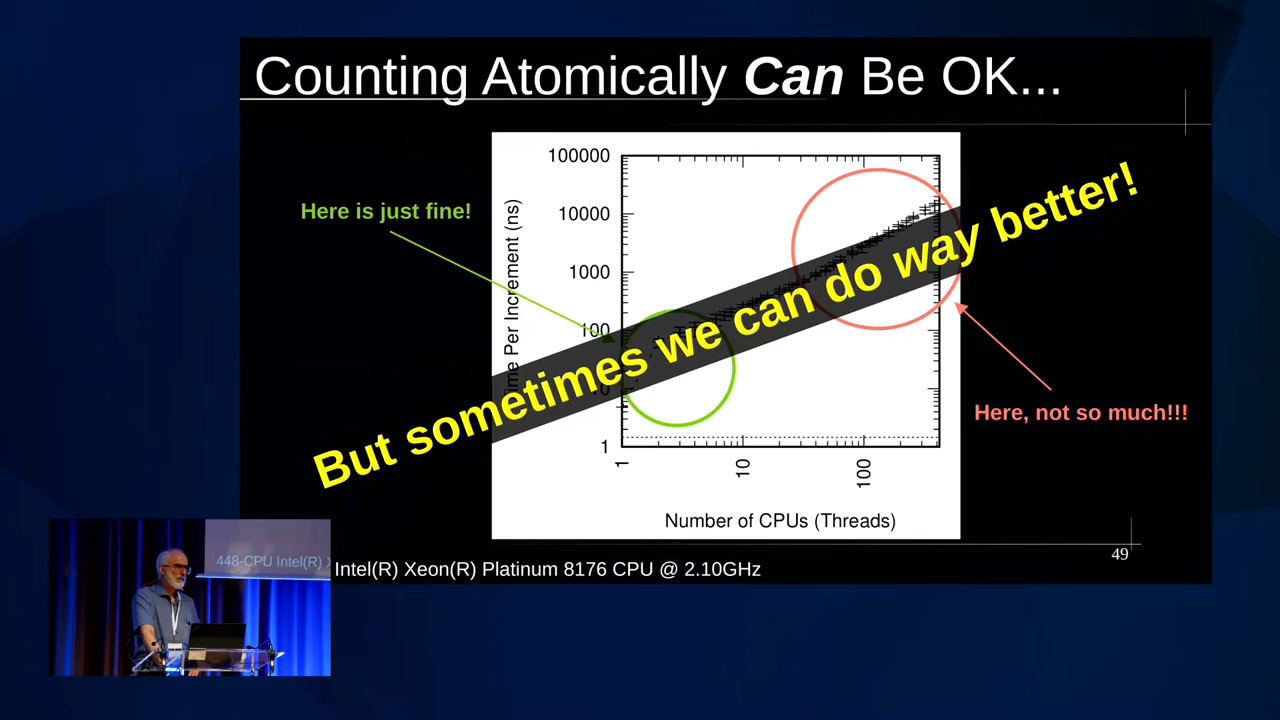 Counting Atomically Can Be OK...
100000
10000
1000
100
10
1
Time Per Increment (ns)
1
10
100
Number of CPUs (Threads)
Here is just fine!
Here, not so much!!!
But sometimes we can do way better!
49
Intel(R) Xeon(R) Platinum 8176 CPU @ 2.10GHz
448-CPU Intel(R)